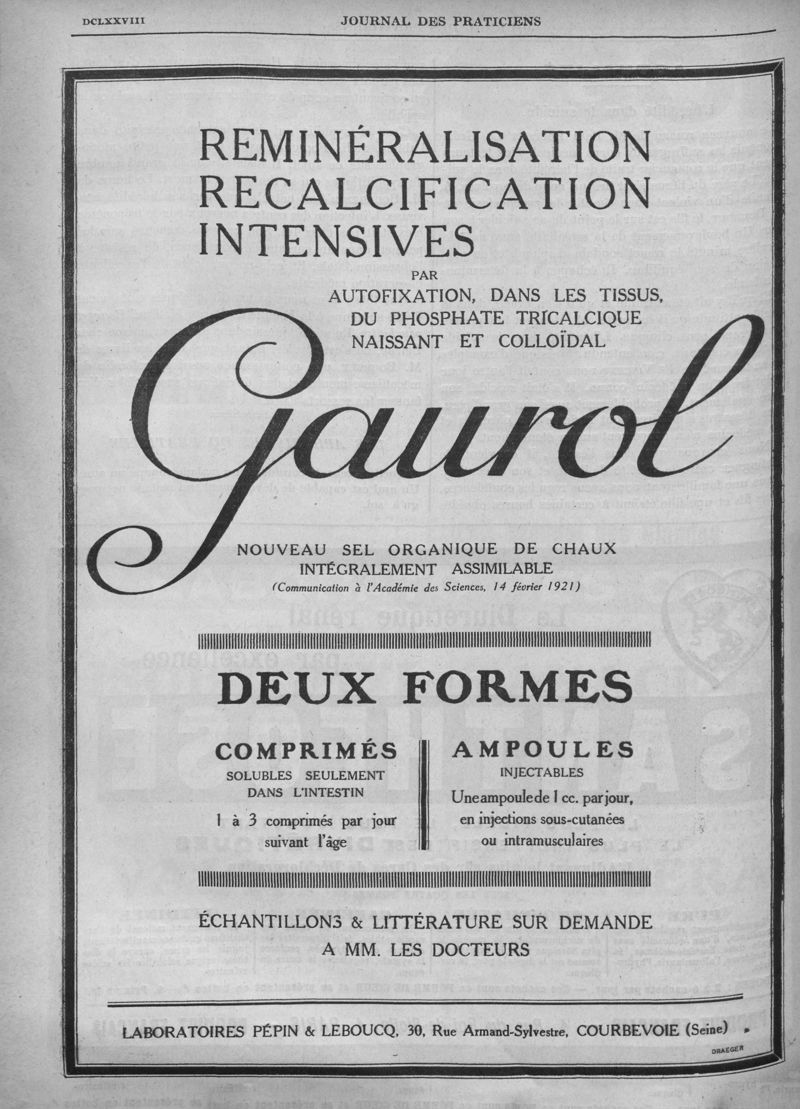 DCLXXVIII
JOURNAL DES PRATICIENS
REMINÉRALISATION
RECALCIFICATION
INTENSIVES
PAR
AUTOFIXATION, DANS LES TISSUS,
DU PHOSPHATE TRICALCIQUE
NAISSANT ET COLLOÏDAL
Gaurol
NOUVEAU SEL ORGANIQUE DE CHAUX
INTÉGRALEMENT ASSIMILABLE
(Communication à l'Académie des Sciences, 14 février 1921)
DEUX FORMES
COMPRIMÉS
SOLUBLES SEULEMENT
DANS L'INTESTIN
1 à 3 comprimés par jour
suivant l'âge
AMPOULES
INJECTABLES
Une ampoule de 1 cc. par jour,
en injections sous-cutanées
ou intramusculaires
ÉCHANTILLONS & LITTÉRATURE SUR DEMANDE
A MM. LES DOCTEURS
LABORATOIRES PÉPIN & LEBOUCQ, 30, Rue Armand-Sylvestre, COURBEVOIE (Seine)
DRAEGER